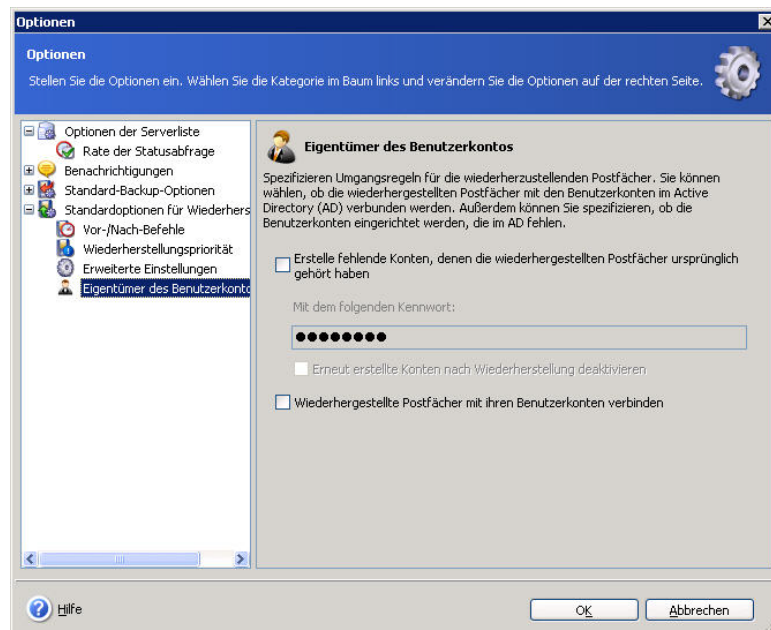 Optionen
Optionen
Stellen Sie die Optionen ein. Wählen Sie die Kategorie im Baum links und verändern Sie die Optionen auf der rechten Seite.
Optionen der Serverliste
Rate der Statusabfrage
Benachrichtigungen
Standard-Backup-Optionen
Standardoptionen für Wiederhers
Vor-/Nach-Befehle
Wiederherstellungspriorität
Erweiterte Einstellungen
Eigentümer des Benutzerkonto
Eigentümer des Benutzerkontos
Spezifizieren Umgangsregeln für die wiederherzustellenden Postfächer. Sie können
wählen, ob die wiederhergestellten Postfächer mit den Benutzerkonten im Active
Directory (AD) verbunden werden. Außerdem können Sie spezifizieren, ob die
Benutzerkonten eingerichtet werden, die im AD fehlen.
Erstelle fehlende Konten, denen die wiederhergestellten Postfächer ursprünglich
gehört haben
Mit dem folgenden Kennwort:
●●●●●●●●
Erneut erstellte Konten nach Wiederherstellung deaktivieren
Wiederhergestellte Postfächer mit ihren Benutzerkonten verbinden
Hilfe
OK
Abbrechen